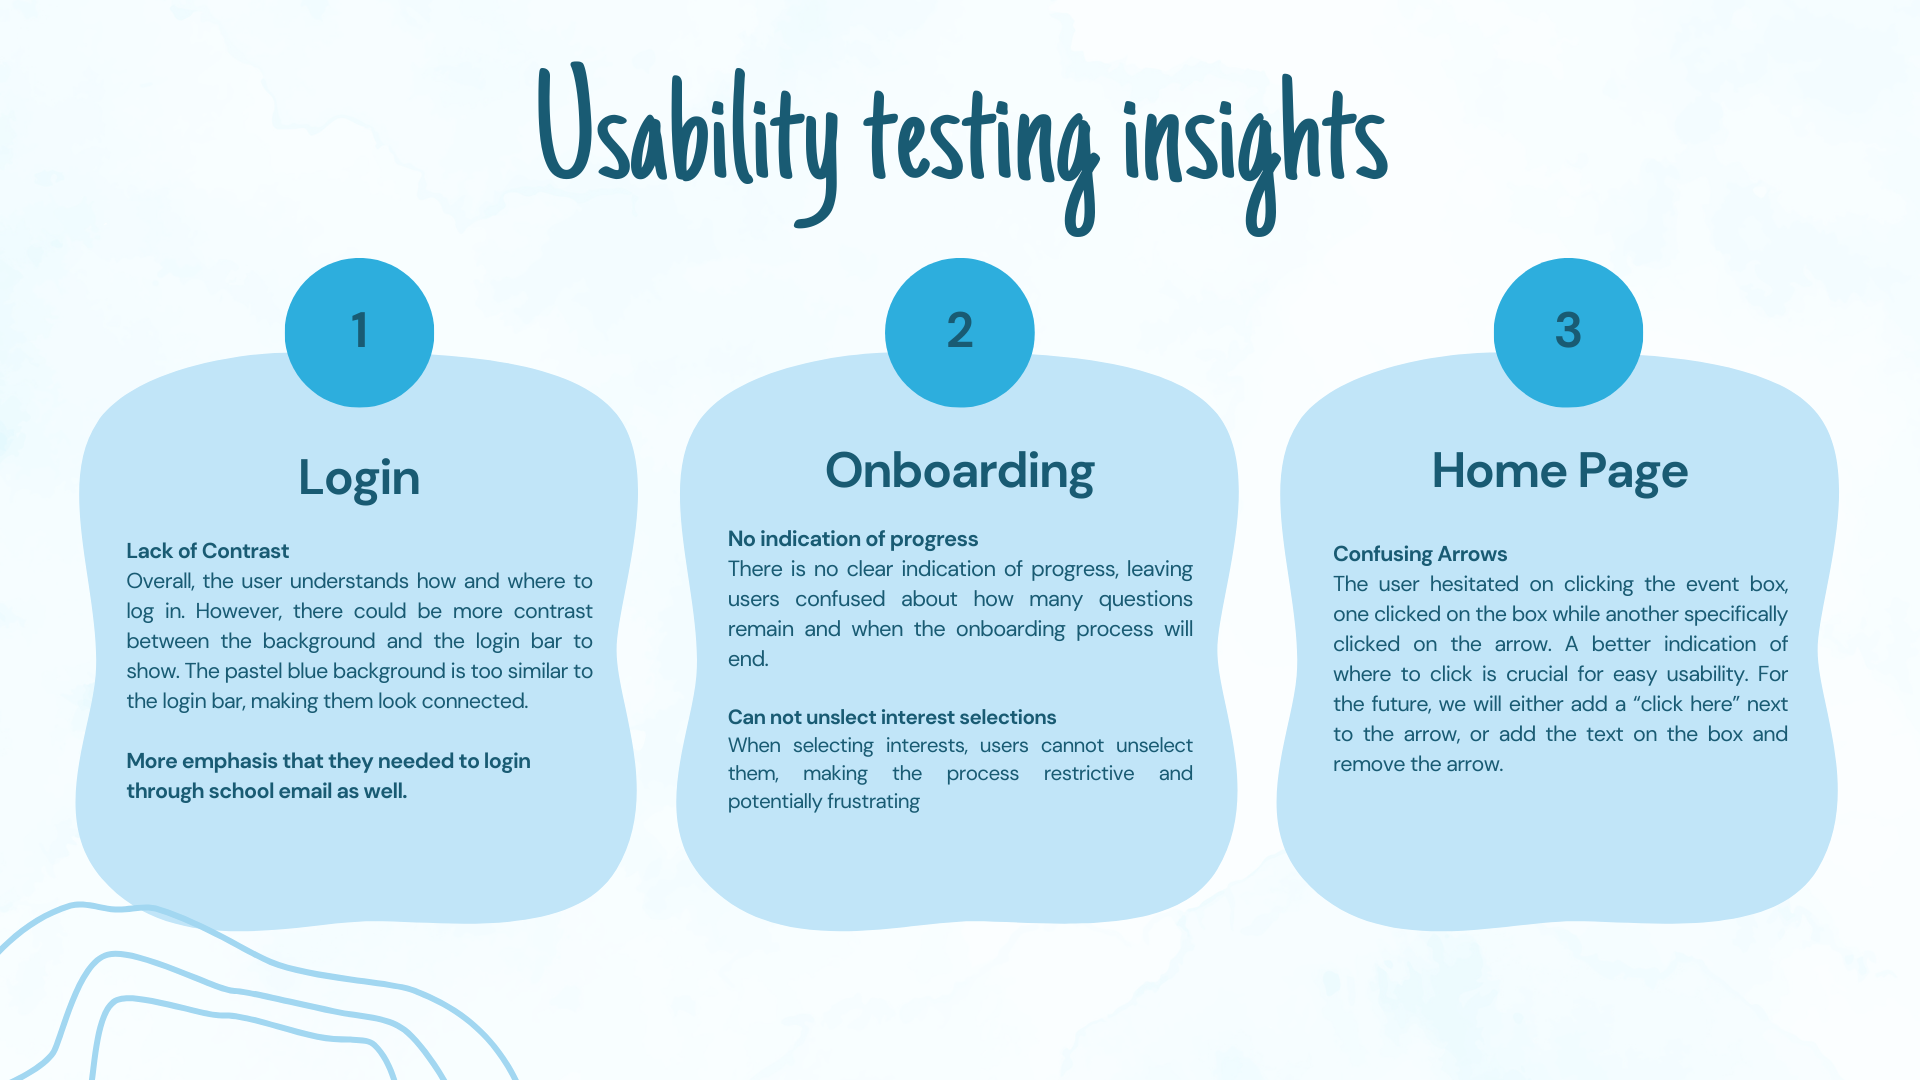 Usability testing insights
1
Login
Lack of Contrast
Overall, the user understands how and where to
log in. However, there could be more contrast
between the background and the login bar to
show. The pastel blue background is too similar to
the login bar, making them look connected.
More emphasis that they needed to login
through school email as well.
2
Onboarding
No indication of progress
There is no clear indication of progress, leaving
users confused about how many questions
remain and when the onboarding process will
end.
Can not unslect interest selections
When selecting interests, users cannot unselect
them, making the process restrictive and
potentially frustrating
3
Home Page
Confusing Arrows
The user hesitated on clicking the event box,
one clicked on the box while another specifically
clicked on the arrow. A better indication of
where to click is crucial for easy usability. For
the future, we will either add a “click here” next
to the arrow, or add the text on the box and
remove the arrow.